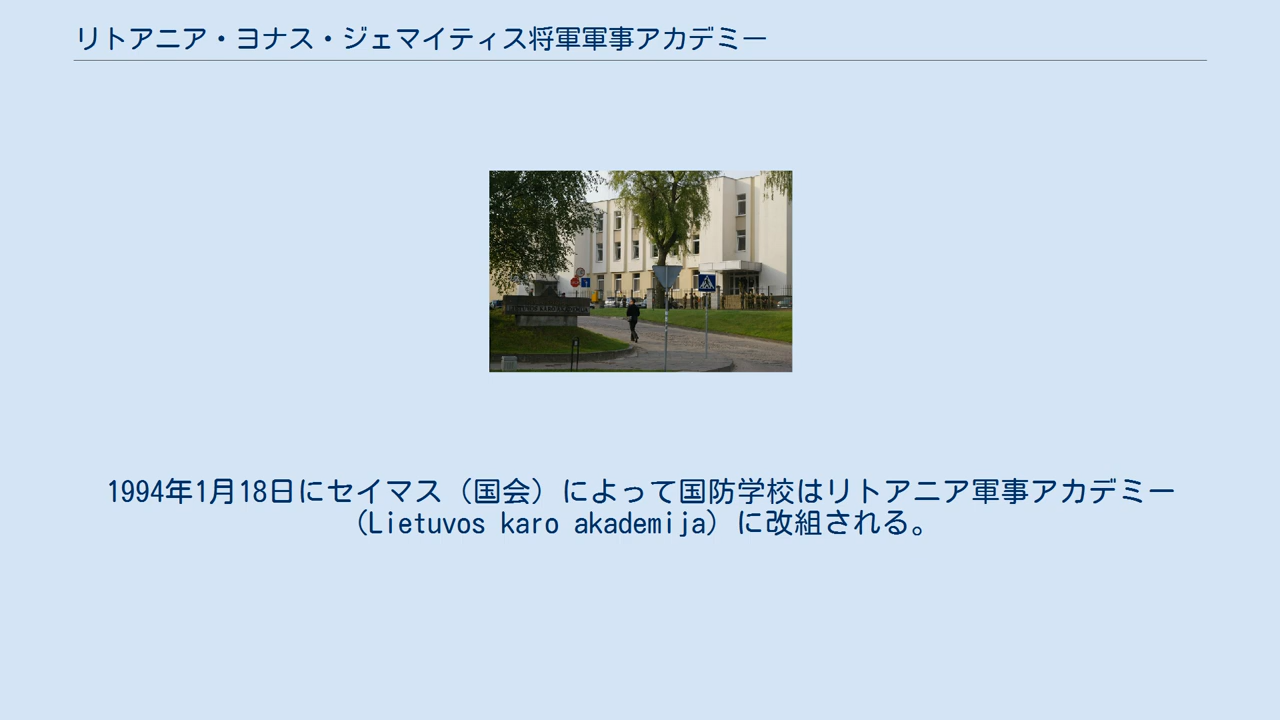 リトアニア・ヨナス・ジェマイティス将軍軍事アカデミー
1994年1月18日にセイマス（国会）によって国防学校はリトアニア軍事アカデミー
(Lietuvos karo akademija) に改組される。